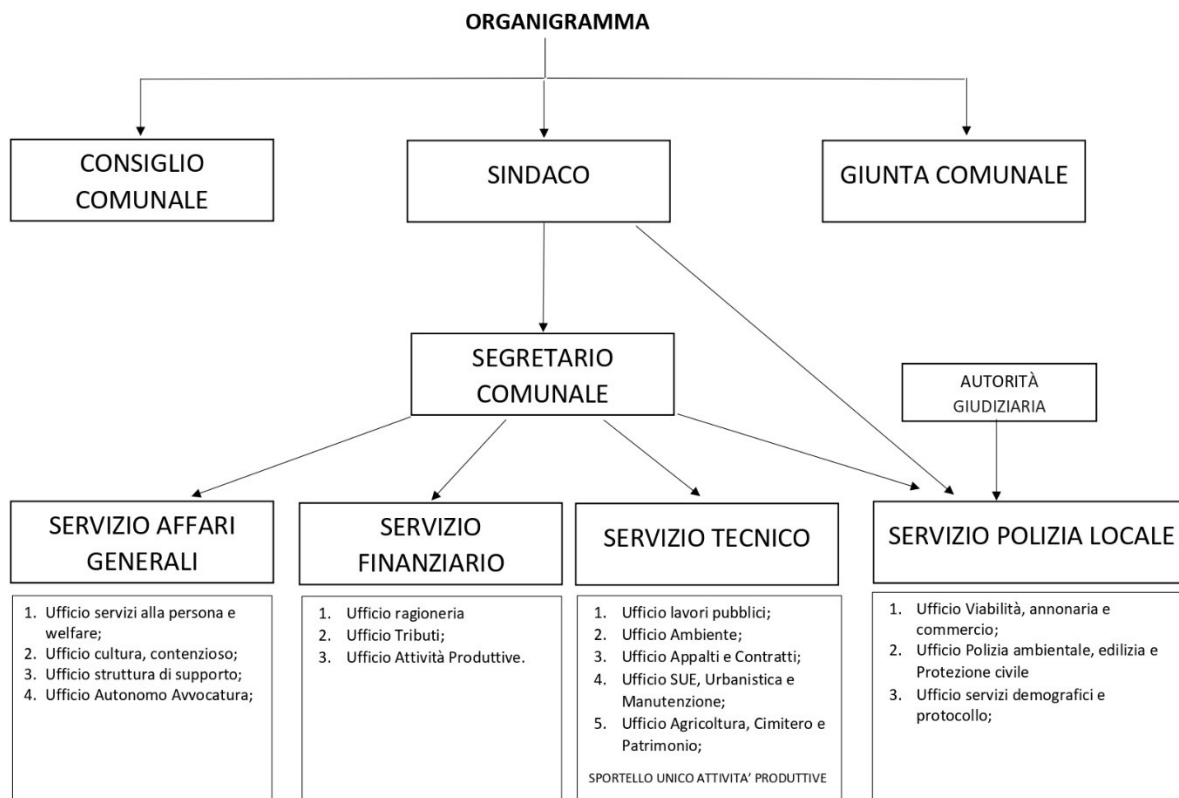 ORGANIGRAMMA
CONSIGLIO
COMUNALE
SINDACO
GIUNTA COMUNALE
SEGRETARIO
COMUNALE
AUTORITÀ
GIUDIZIARIA
SERVIZIO AFFARI
GENERALI
1. Ufficio servizi alla persona e
welfare;
2. Ufficio cultura, contenzioso;
3. Ufficio struttura di supporto;
4. Ufficio Autonomo Avvocatura;
SERVIZIO
FINANZIARIO
1. Ufficio ragioneria
2. Ufficio Tributi;
3. Ufficio Attività Produttive.
SERVIZIO TECNICO
1. Ufficio lavori pubblici;
2. Ufficio Ambiente;
3. Ufficio Appalti e Contratti;
4. Ufficio SUE, Urbanistica e
Manutenzione;
5. Ufficio Agricoltura, Cimitero e
Patrimonio;
SPORTELLO UNICO ATTIVITA’ PRODUTTIVE
SERVIZIO POLIZIA LOCALE
1. Ufficio Viabilità, annonaria e
commercio;
2. Ufficio Polizia ambientale, edilizia e
Protezione civile
3. Ufficio servizi demografici e
protocollo;